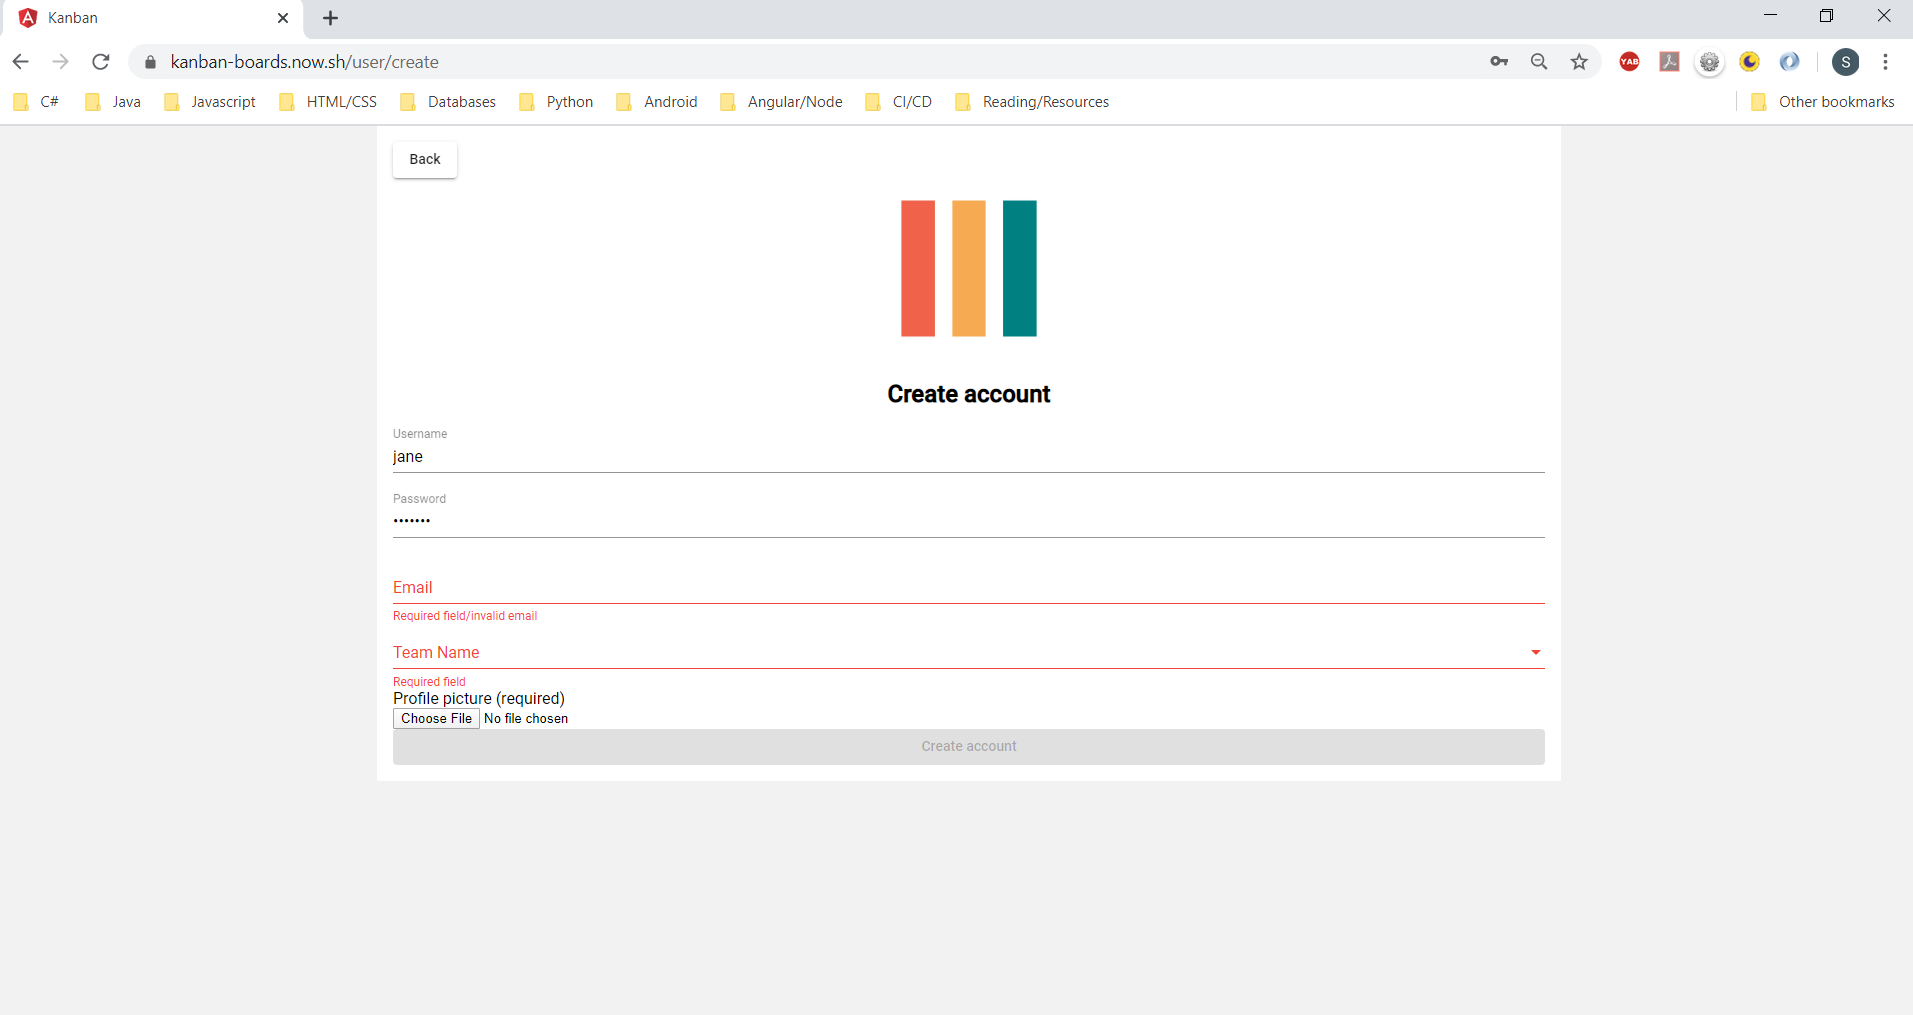 Kanban
kanban-boards.now.sh/user/create
YAB
S
C# Java Javascript HTML/CSS Databases Python Android Angular/Node CI/CD Reading/Resources Other bookmarks
Back
Create account
Username
jane
Password
•••••••
Email
Required field/invalid email
Team Name
Required field
Profile picture (required)
Choose File No file chosen
Create account